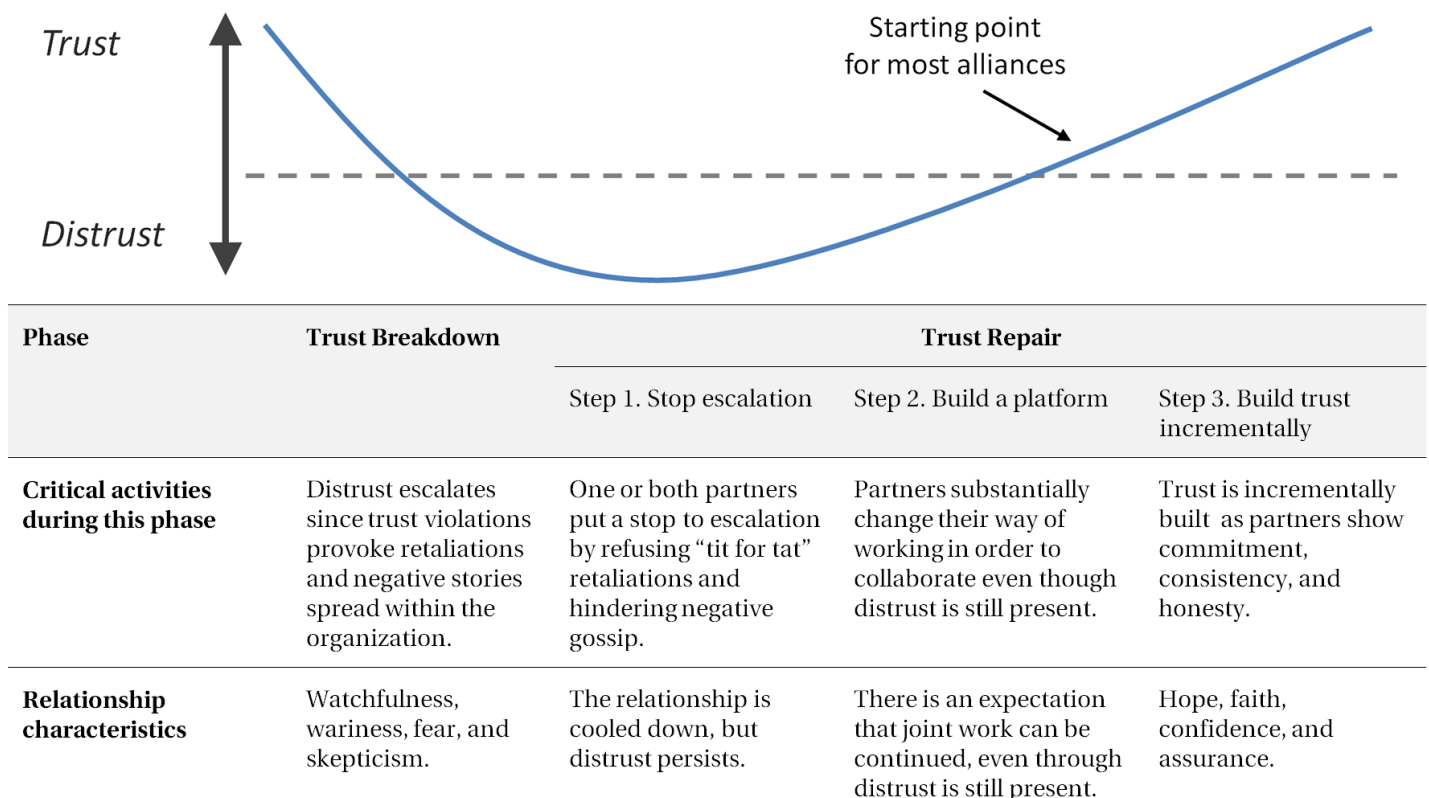 Trust
Starting point
for most alliances
Distrust
Phase
Trust Breakdown
Trust Repair
Step 1. Stop escalation
Step 2. Build a platform
Step 3. Build trust
incrementally
Critical activities
during this phase
Distrust escalates
since trust violations
provoke retaliations
and negative stories
spread within the
organization.
One or both partners
put a stop to escalation
by refusing “tit for tat”
retaliations and
hindering negative
gossip.
Partners substantially
change their way of
working in order to
collaborate even though
distrust is still present.
Trust is incrementally
built as partners show
commitment,
consistency, and
honesty.
Relationship
characteristics
Watchfulness,
wariness, fear, and
skepticism.
The relationship is
cooled down, but
distrust persists.
There is an expectation
that joint work can be
continued, even through
distrust is still present.
Hope, faith,
confidence, and
assurance.